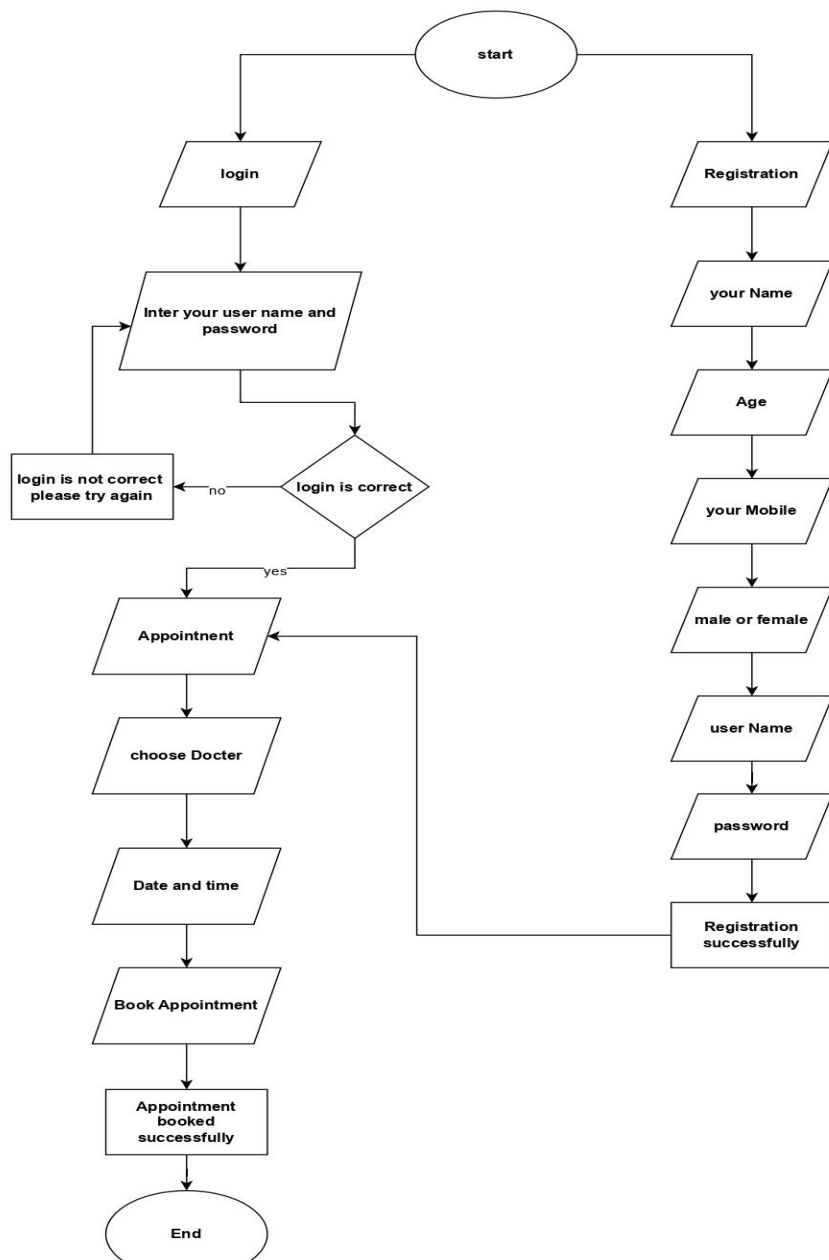 start
login
Registration
Inter your user name and
password
your Name
Age
login is not correct
please try again
no
login is correct
your Mobile
yes
Appointnent
male or female
choose Docter
user Name
password
Date and time
Registration
successfully
Book Appointment
Appointment
booked
successfully
End